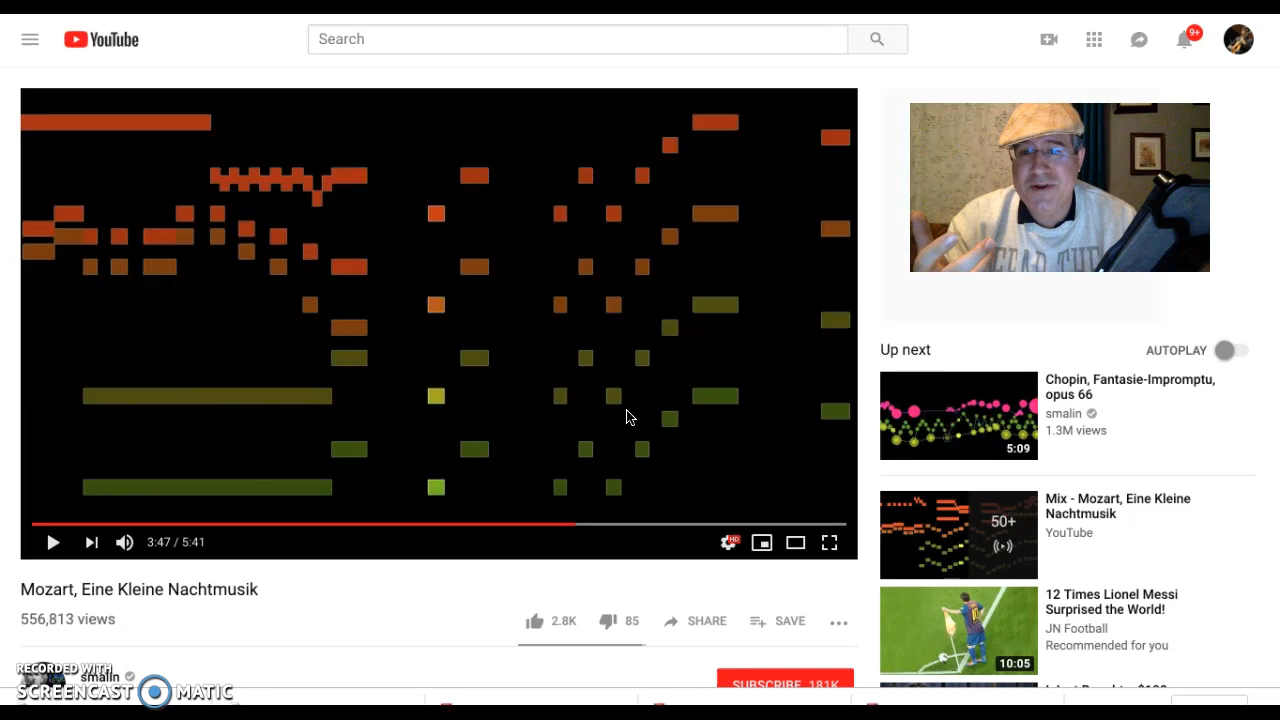 YouTube
Search
9+
3:47 / 5:41
HD
Mozart, Eine Kleine Nachtmusik
556,813 views
2.8K
85
SHARE
SAVE
smalin
SUBSCRIBE 181K
RECORDED WITH
SCREENCAST MATIC
Up next
AUTOPLAY
Chopin, Fantasie-Impromptu,
opus 66
smalin
1.3M views
5:09
Mix - Mozart, Eine Kleine
Nachtmusik
YouTube
50+
12 Times Lionel Messi
Surprised the World!
JN Football
Recommended for you
10:05